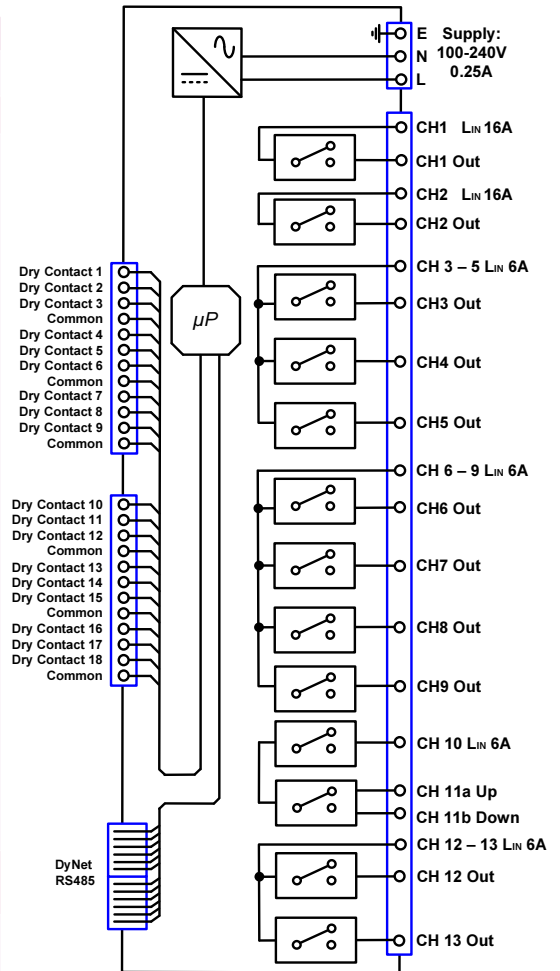 E
N
L
Supply:
100-240V
0.25A
CH1 LIN 16A
CH1 Out
CH2 LIN 16A
CH2 Out
CH 3 – 5 LIN 6A
CH3 Out
CH4 Out
CH5 Out
CH 6 – 9 LIN 6A
CH6 Out
CH7 Out
CH8 Out
CH9 Out
CH 10 LIN 6A
CH 11a Up
CH 11b Down
CH 12 – 13 LIN 6A
CH 12 Out
CH 13 Out
µP
Dry Contact 1
Dry Contact 2
Dry Contact 3
Common
Dry Contact 4
Dry Contact 5
Dry Contact 6
Common
Dry Contact 7
Dry Contact 8
Dry Contact 9
Common
Dry Contact 10
Dry Contact 11
Dry Contact 12
Common
Dry Contact 13
Dry Contact 14
Dry Contact 15
Common
Dry Contact 16
Dry Contact 17
Dry Contact 18
Common
DyNet
RS485